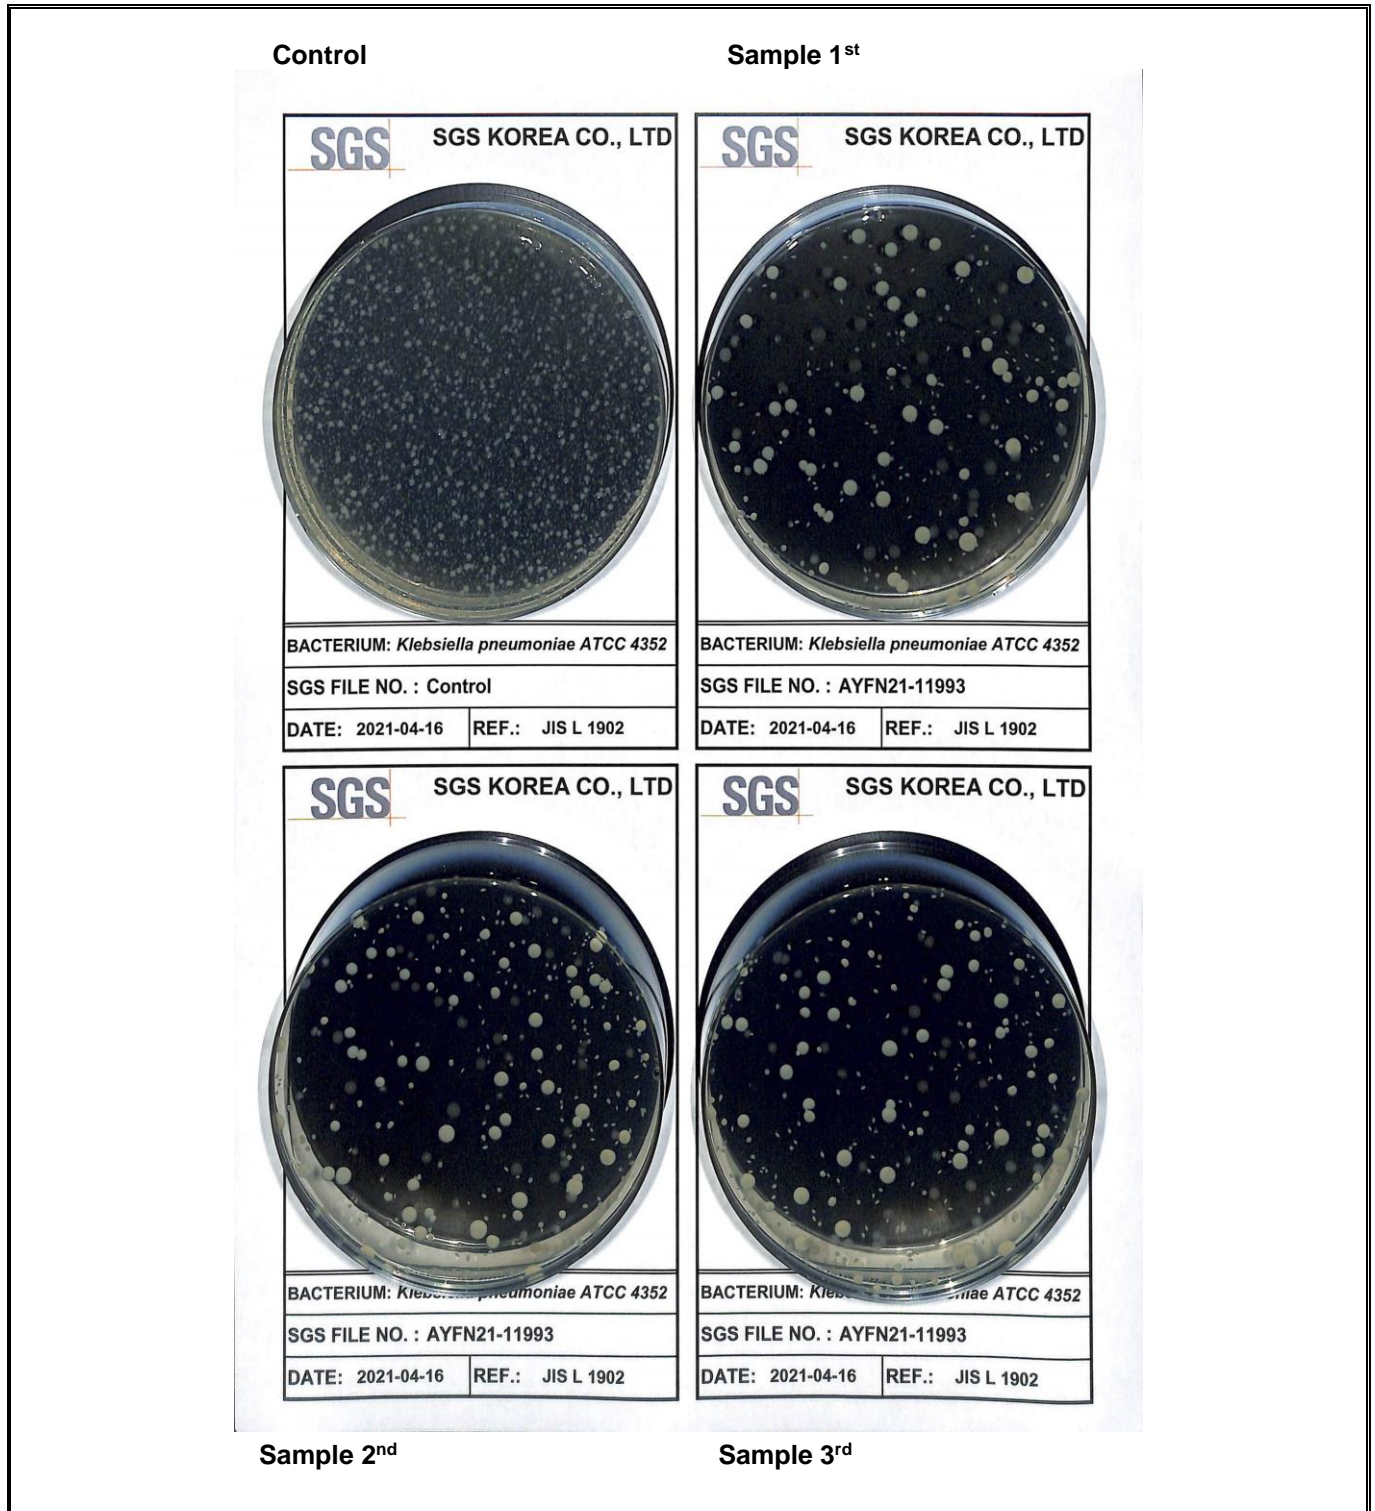 Control
Sample 1st
SGS SGS KOREA CO., LTD
BACTERIUM: Klebsiella pneumoniae ATCC 4352
SGS FILE NO. : Control
DATE: 2021-04-16 REF.: JIS L 1902
SGS SGS KOREA CO., LTD
BACTERIUM: Klebsiella pneumoniae ATCC 4352
SGS FILE NO. : AYFN21-11993
DATE: 2021-04-16 REF.: JIS L 1902
SGS SGS KOREA CO., LTD
BACTERIUM: ATCC 4352
SGS FILE NO. : AYFN21-11993
DATE: 2021-04-16 REF.: JIS L 1902
SGS SGS KOREA CO., LTD
BACTERIUM: ATCC 4352
SGS FILE NO. : AYFN21-11993
DATE: 2021-04-16 REF.: JIS L 1902
Sample 2nd
Sample 3rd